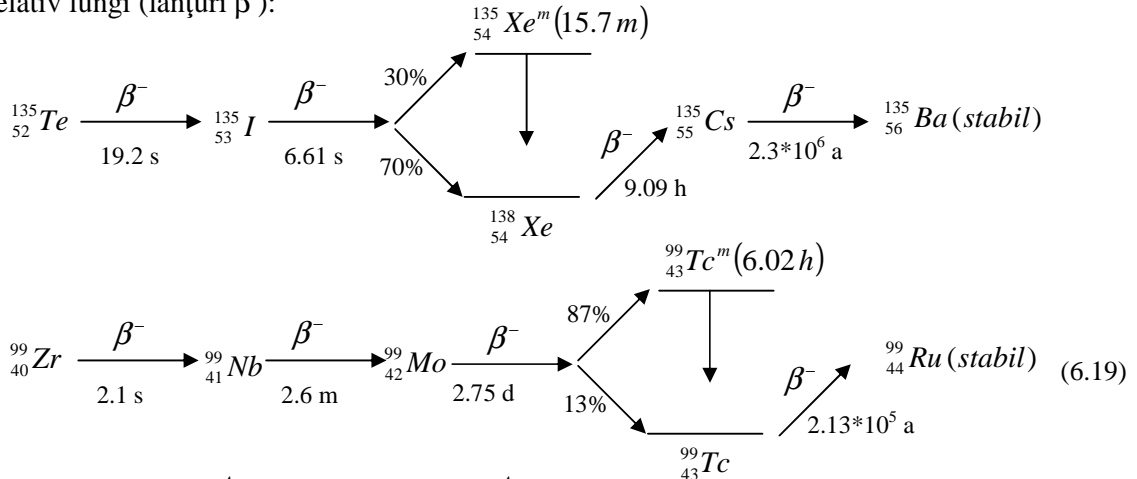 elativ lungi (lanţuri β⁻):
¹³⁵₅₄Xeᵐ(15.7 m)
30%
¹³⁵₅₂Te β⁻ ¹³⁵₅₃I β⁻ ¹³⁵₅₅Cs β⁻ ¹³⁵₅₆Ba (stabil)
19.2 s 6.61 s 70% β⁻ 9.09 h 2.3*10⁶ a
¹³⁸₅₄Xe
⁹⁹₄₃Tcᵐ(6.02 h)
87%
⁹⁹₄₀Zr β⁻ ⁹⁹₄₁Nb β⁻ ⁹⁹₄₂Mo β⁻ ⁹⁹₄₄Ru (stabil) (6.19)
2.1 s 2.6 m 2.75 d 13% β⁻ 2.13*10⁵ a
⁹⁹₄₃Tc